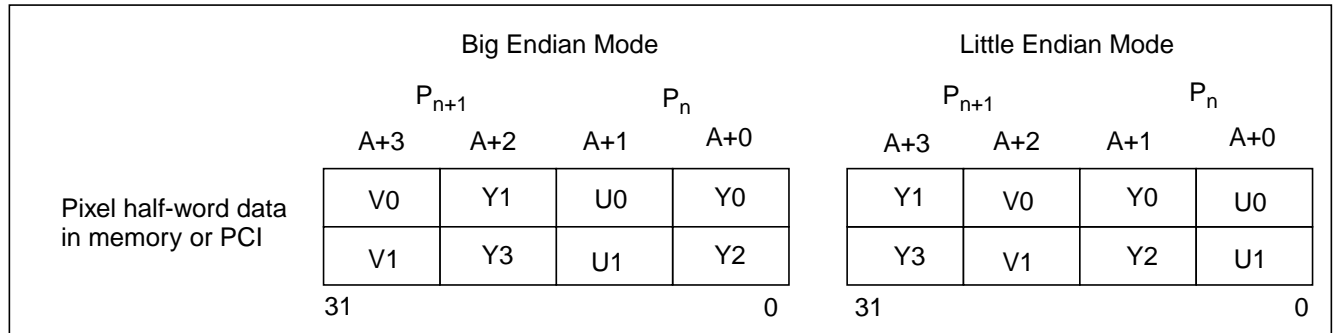 Big Endian Mode Little Endian Mode
Pn+1 Pn Pn+1 Pn
A+3 A+2 A+1 A+0 A+3 A+2 A+1 A+0
Pixel half-word data V0 Y1 U0 Y0 Y1 V0 Y0 U0
in memory or PCI V1 Y3 U1 Y2 Y3 V1 Y2 U1
31 0 31 0